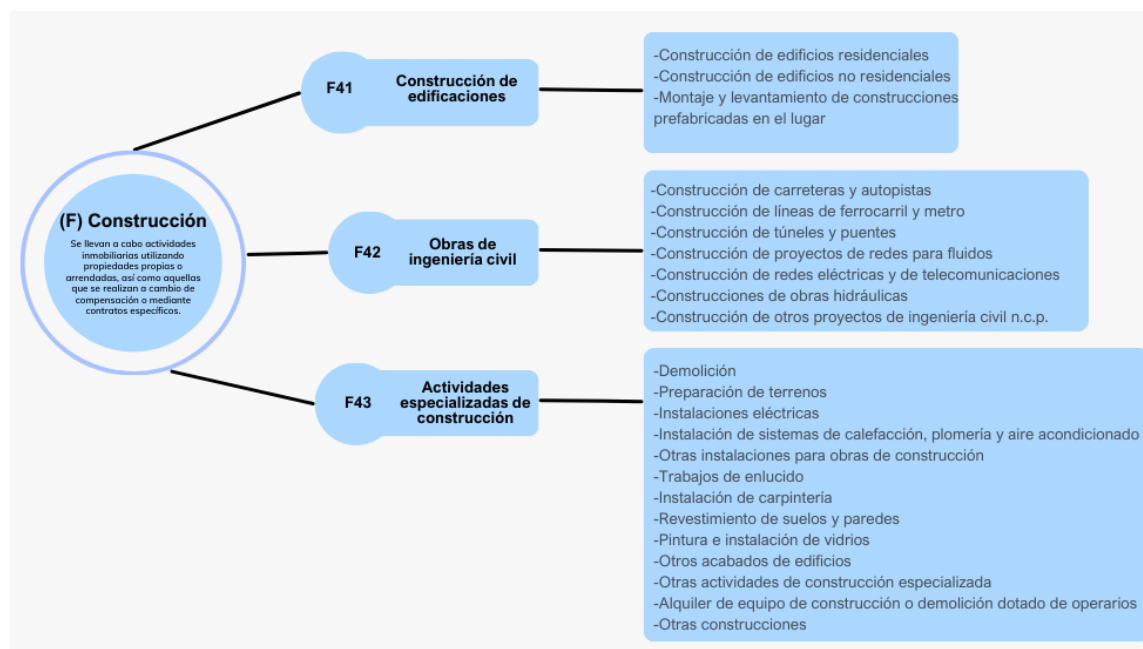 (F) Construcción
Se llevan a cabo actividades
inmobiliarias utilizando
propiedades propias o
arrendadas, así como aquellas
que se realizan a cambio de
compensación o mediante
contratos específicos.
F41
Construcción de
edificaciones
-Construcción de edificios residenciales
-Construcción de edificios no residenciales
-Montaje y levantamiento de construcciones
prefabricadas en el lugar
F42
Obras de
ingeniería civil
-Construcción de carreteras y autopistas
-Construcción de líneas de ferrocarril y metro
-Construcción de túneles y puentes
-Construcción de proyectos de redes para fluidos
-Construcción de redes eléctricas y de telecomunicaciones
-Construcciones de obras hidráulicas
-Construcción de otros proyectos de ingeniería civil n.c.p.
F43
Actividades
especializadas de
construcción
-Demolición
-Preparación de terrenos
-Instalaciones eléctricas
-Instalación de sistemas de calefacción, plomería y aire acondicionado
-Otras instalaciones para obras de construcción
-Trabajos de enlucido
-Instalación de carpintería
-Revestimiento de suelos y paredes
-Pintura e instalación de vidrios
-Otros acabados de edificios
-Otras actividades de construcción especializada
-Alquiler de equipo de construcción o demolición dotado de operarios
-Otras construcciones